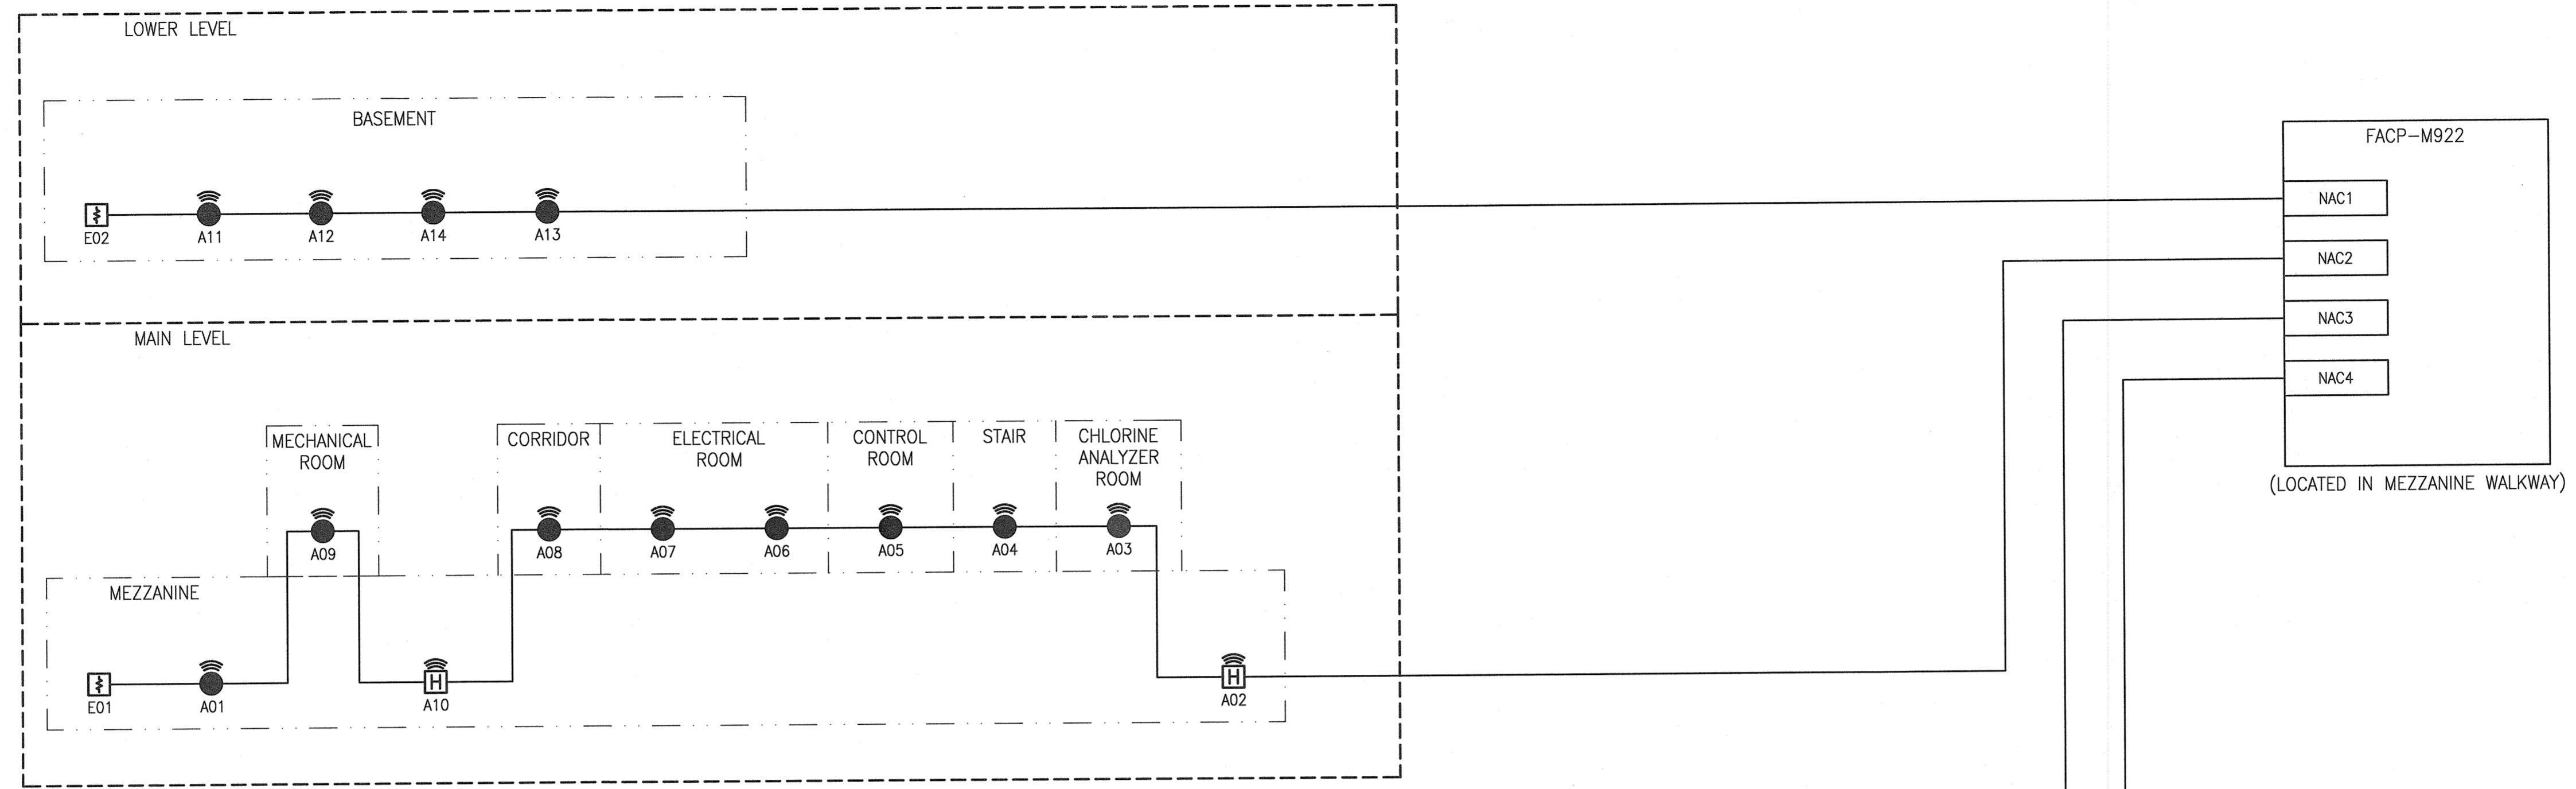 LOWER LEVEL
BASEMENT
E02
A11
A12
A14
A13
FACP-M922
NAC1
NAC2
NAC3
NAC4
(LOCATED IN MEZZANINE WALKWAY)
MAIN LEVEL
MECHANICAL
ROOM
A09
CORRIDOR
A08
ELECTRICAL
ROOM
A07
A06
CONTROL
ROOM
A05
STAIR
A04
CHLORINE
ANALYZER
ROOM
A03
MEZZANINE
E01
A01
H
A10
H
A02